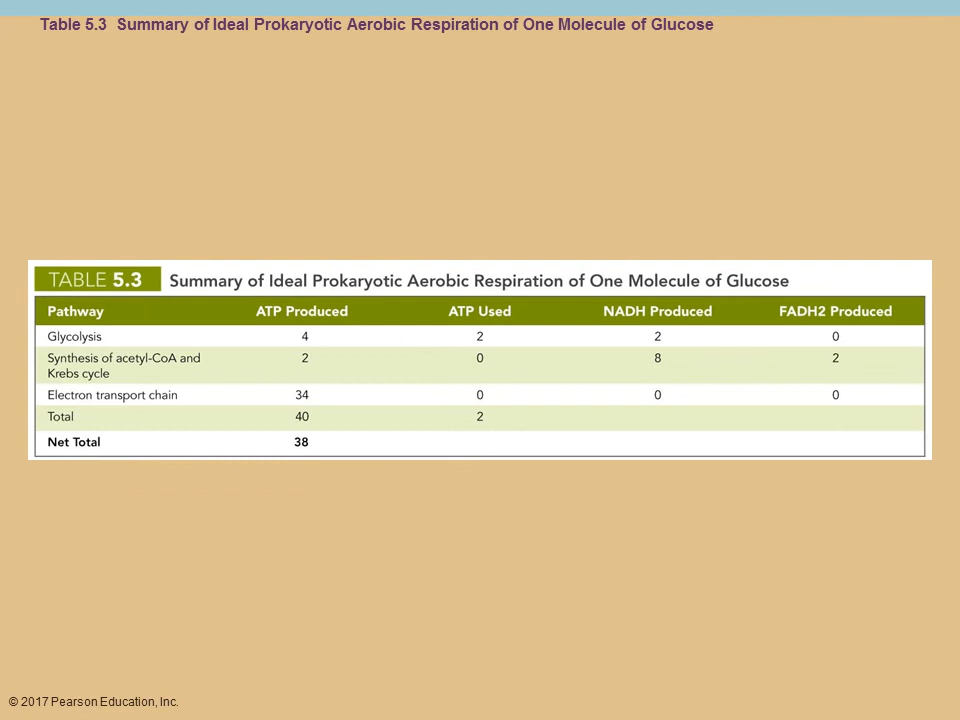 Table 5.3 Summary of Ideal Prokaryotic Aerobic Respiration of One Molecule of Glucose
TABLE 5.3 Summary of Ideal Prokaryotic Aerobic Respiration of One Molecule of Glucose
Pathway ATP Produced ATP Used NADH Produced FADH2 Produced
Glycolysis 4 2 2 0
Synthesis of acetyl-CoA and 2 0 8 2
Krebs cycle
Electron transport chain 34 0 0 0
Total 40 2
Net Total 38
© 2017 Pearson Education, Inc.